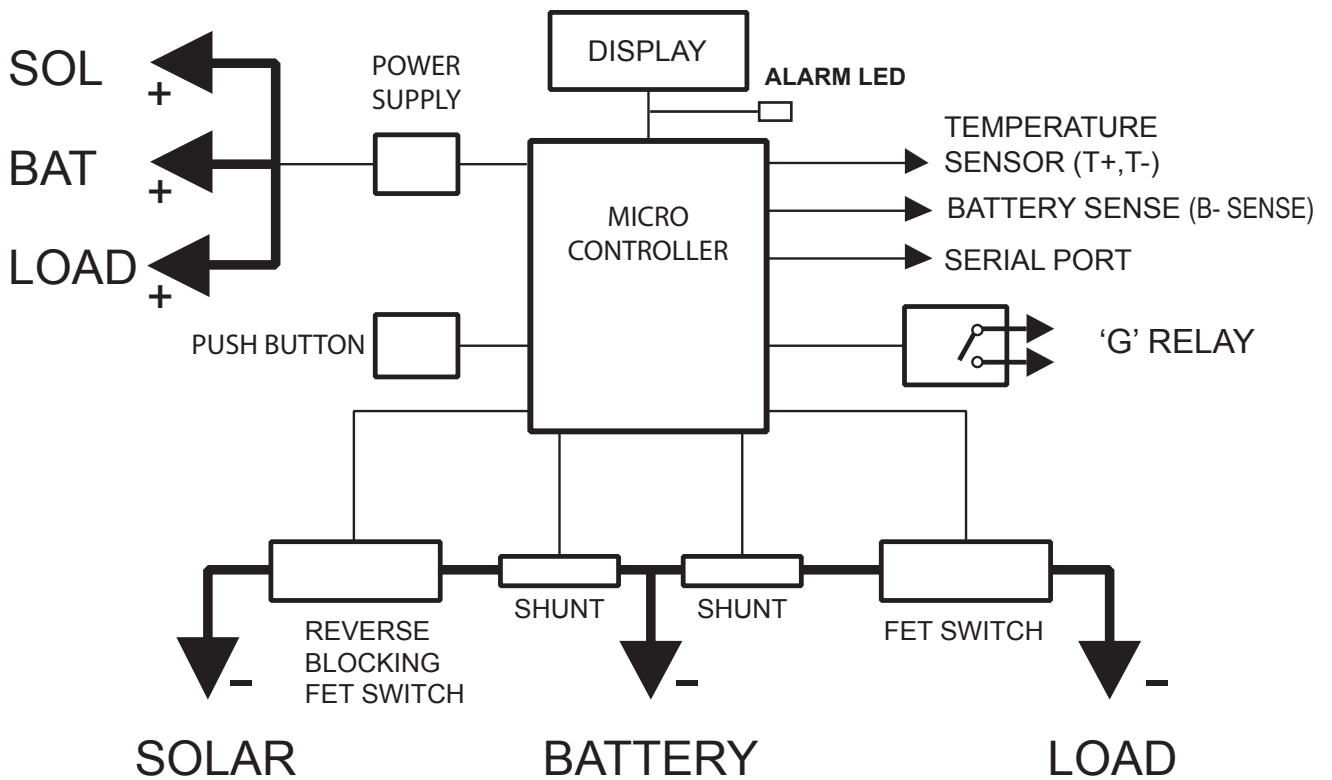 SOL
+
BAT
+
LOAD
+
POWER
SUPPLY
DISPLAY
ALARM LED
TEMPERATURE
SENSOR (T+,T-)
BATTERY SENSE (B- SENSE)
SERIAL PORT
MICRO
CONTROLLER
PUSH BUTTON
‘G’ RELAY
REVERSE
BLOCKING
FET SWITCH
SHUNT
SHUNT
FET SWITCH
-
SOLAR
-
BATTERY
-
LOAD